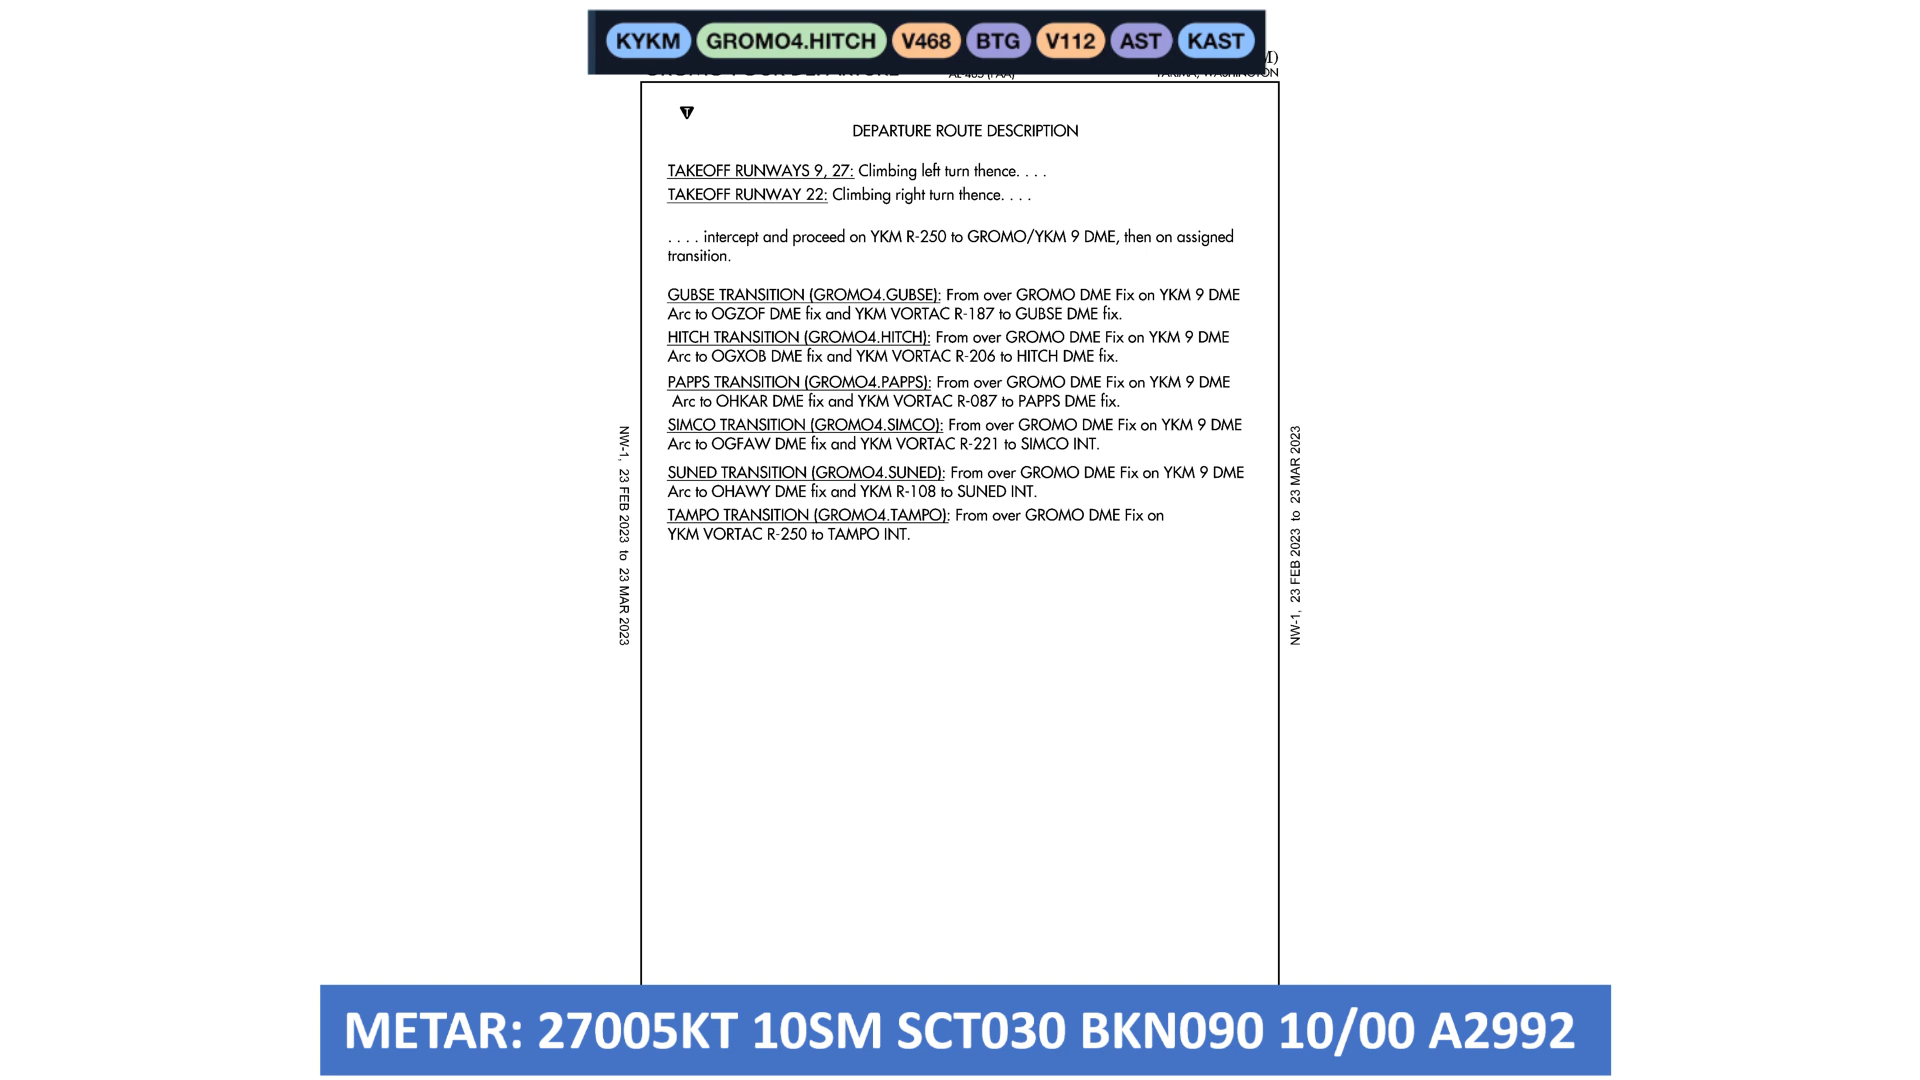 KYKM GROMO4.HITCH V468 BTG V112 AST KAST
DEPARTURE ROUTE DESCRIPTION
TAKEOFF RUNWAYS 9, 27: Climbing left turn thence. . . .
TAKEOFF RUNWAY 22: Climbing right turn thence. . . .
. . . . intercept and proceed on YKM R-250 to GROMO/YKM 9 DME, then on assigned
transition.
GUBSE TRANSITION (GROMO4.GUBSE): From over GROMO DME Fix on YKM 9 DME
Arc to OGZOF DME fix and YKM VORTAC R-187 to GUBSE DME fix.
HITCH TRANSITION (GROMO4.HITCH): From over GROMO DME Fix on YKM 9 DME
Arc to OGXOB DME fix and YKM VORTAC R-206 to HITCH DME fix.
PAPPS TRANSITION (GROMO4.PAPPS): From over GROMO DME Fix on YKM 9 DME
Arc to OHKAR DME fix and YKM VORTAC R-087 to PAPPS DME fix.
SIMCO TRANSITION (GROMO4.SIMCO): From over GROMO DME Fix on YKM 9 DME
Arc to OGFAW DME fix and YKM VORTAC R-221 to SIMCO INT.
SUNED TRANSITION (GROMO4.SUNED): From over GROMO DME Fix on YKM 9 DME
Arc to OHAWY DME fix and YKM R-108 to SUNED INT.
TAMPO TRANSITION (GROMO4.TAMPO): From over GROMO DME Fix on
YKM VORTAC R-250 to TAMPO INT.
NW-1, 23 FEB 2023 to 23 MAR 2023
NW-1, 23 FEB 2023 to 23 MAR 2023
METAR: 27005KT 10SM SCT030 BKN090 10/00 A2992